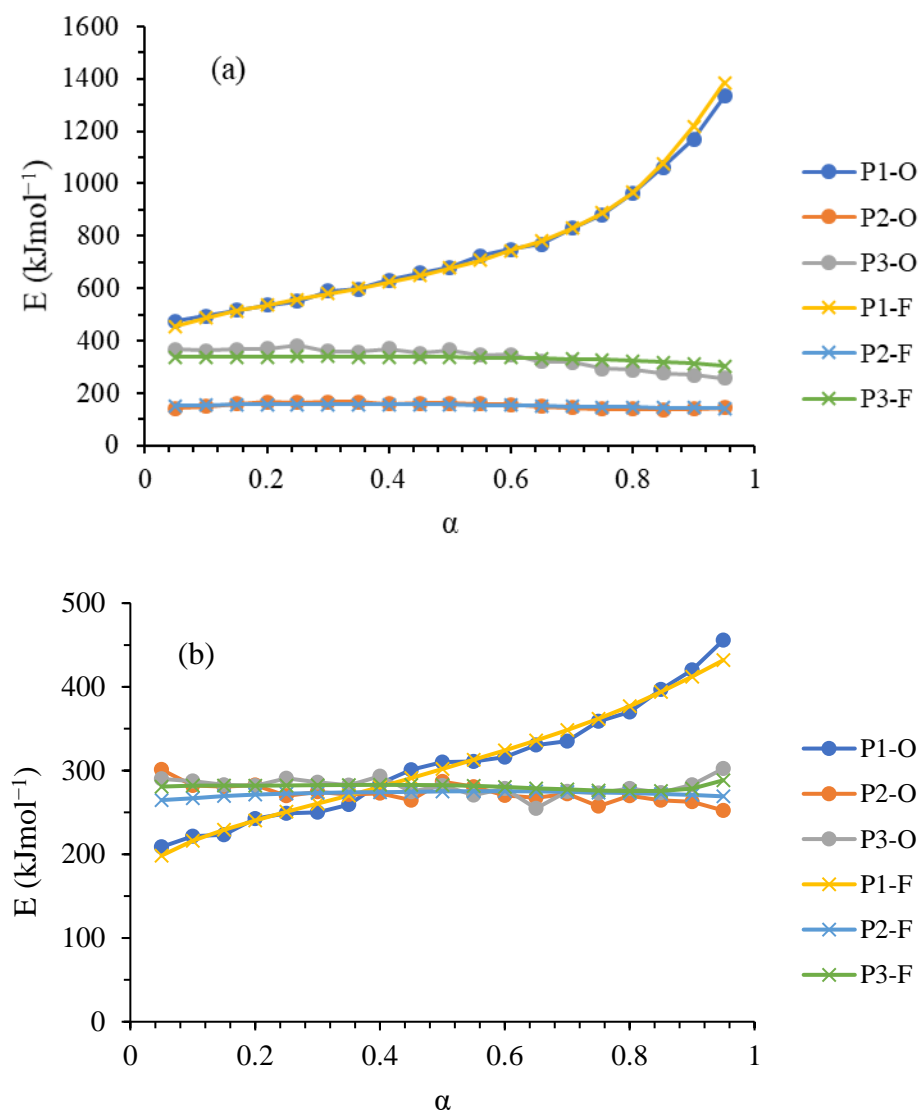 1600
1400
1200
1000
800
600
400
200
0
E (kJmol⁻¹)
(a)
0 0.2 0.4 0.6 0.8 1
α
P1-O
P2-O
P3-O
P1-F
P2-F
P3-F
500
400
300
200
100
0
E (kJmol⁻¹)
(b)
0 0.2 0.4 0.6 0.8 1
α
P1-O
P2-O
P3-O
P1-F
P2-F
P3-F